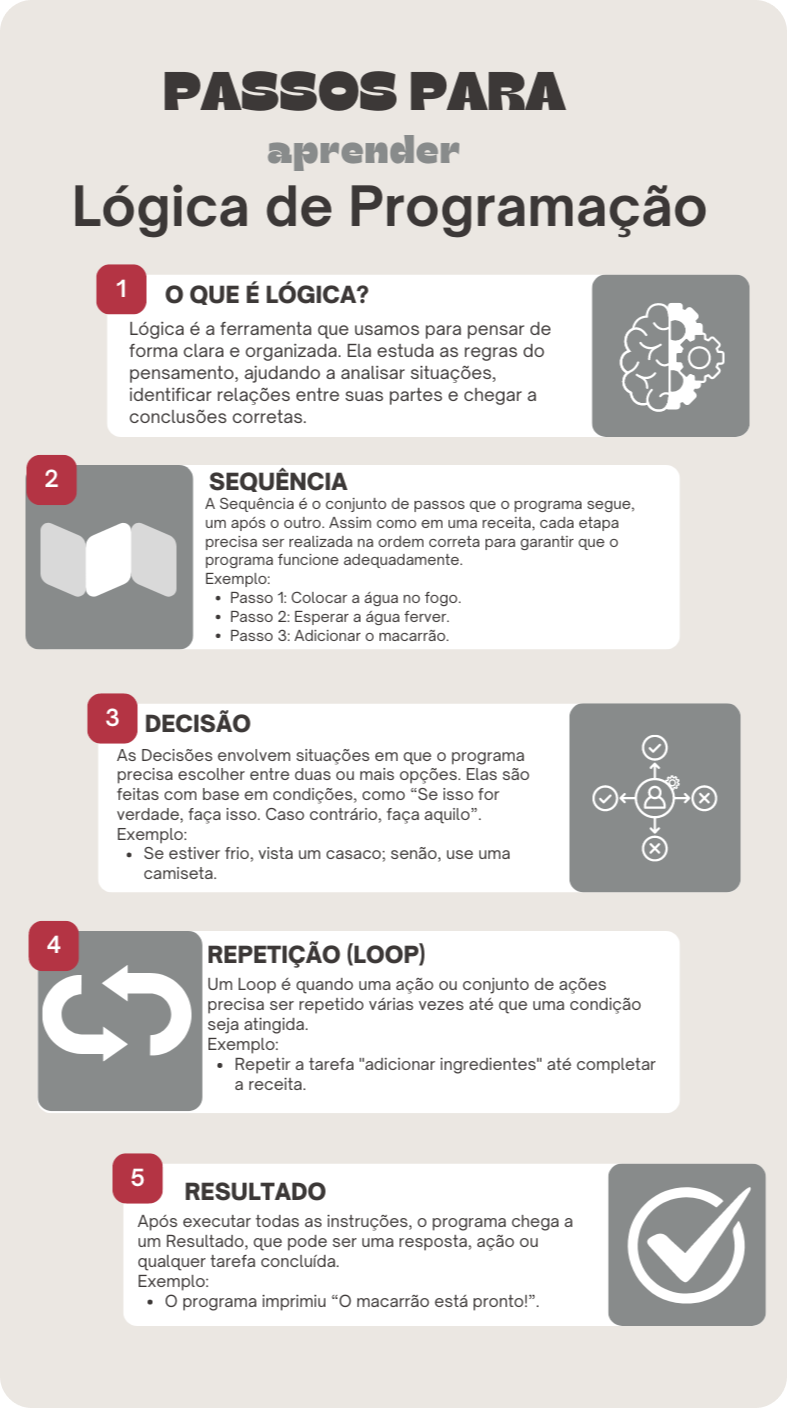 PASSOS PARA
aprender
Lógica de Programação
1
O QUE É LÓGICA?
Lógica é a ferramenta que usamos para pensar de
forma clara e organizada. Ela estuda as regras do
pensamento, ajudando a analisar situações,
identificar relações entre suas partes e chegar a
conclusões corretas.
2
SEQUÊNCIA
A Sequência é o conjunto de passos que o programa segue,
um após o outro. Assim como em uma receita, cada etapa
precisa ser realizada na ordem correta para garantir que o
programa funcione adequadamente.
Exemplo:
• Passo 1: Colocar a água no fogo.
• Passo 2: Esperar a água ferver.
• Passo 3: Adicionar o macarrão.
3
DECISÃO
As Decisões envolvem situações em que o programa
precisa escolher entre duas ou mais opções. Elas são
feitas com base em condições, como “Se isso for
verdade, faça isso. Caso contrário, faça aquilo”.
Exemplo:
• Se estiver frio, vista um casaco; senão, use uma
camiseta.
4
REPETIÇÃO (LOOP)
Um Loop é quando uma ação ou conjunto de ações
precisa ser repetido várias vezes até que uma condição
seja atingida.
Exemplo:
• Repetir a tarefa "adicionar ingredientes" até completar
a receita.
5
RESULTADO
Após executar todas as instruções, o programa chega a
um Resultado, que pode ser uma resposta, ação ou
qualquer tarefa concluída.
Exemplo:
• O programa imprimiu “O macarrão está pronto!”.